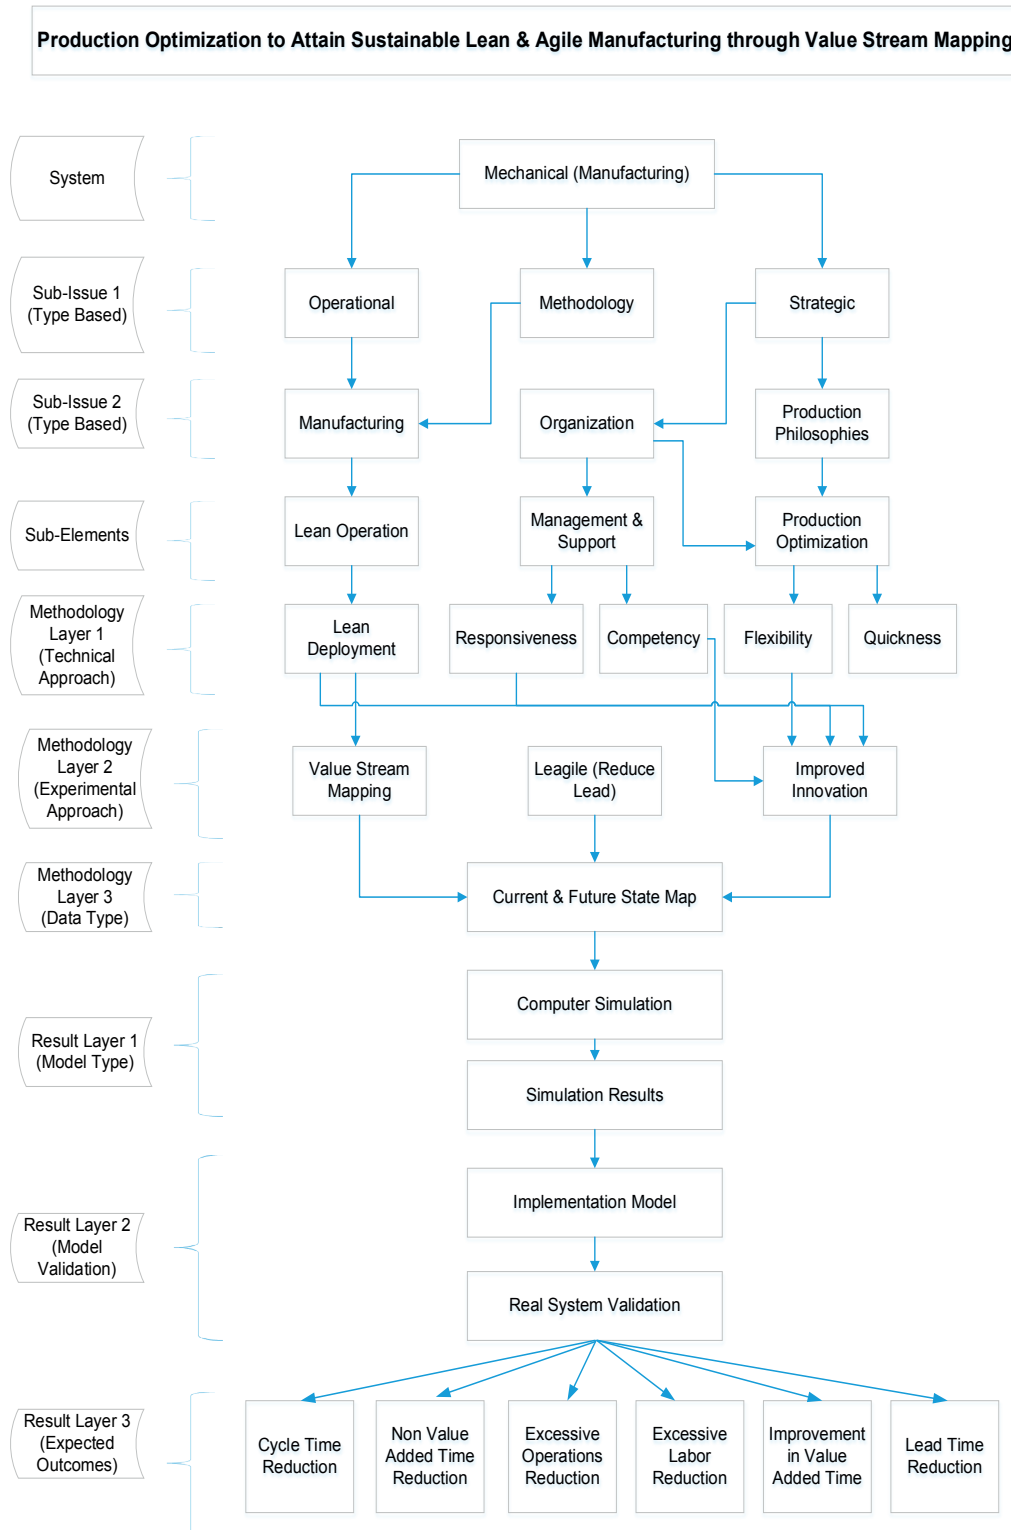 Production Optimization to Attain Sustainable Lean & Agile Manufacturing through Value Stream Mapping
System
Mechanical (Manufacturing)
Sub-Issue 1
(Type Based)
Operational
Methodology
Strategic
Sub-Issue 2
(Type Based)
Manufacturing
Organization
Production
Philosophies
Sub-Elements
Lean Operation
Management &
Support
Production
Optimization
Methodology
Layer 1
(Technical
Approach)
Lean
Deployment
Responsiveness
Competency
Flexibility
Quickness
Methodology
Layer 2
(Experimental
Approach)
Value Stream
Mapping
Leagile (Reduce
Lead)
Improved
Innovation
Methodology
Layer 3
(Data Type)
Current & Future State Map
Result Layer 1
(Model Type)
Computer Simulation
Simulation Results
Result Layer 2
(Model
Validation)
Implementation Model
Real System Validation
Result Layer 3
(Expected
Outcomes)
Cycle Time
Reduction
Non Value
Added Time
Reduction
Excessive
Operations
Reduction
Excessive
Labor
Reduction
Improvement
in Value
Added Time
Lead Time
Reduction